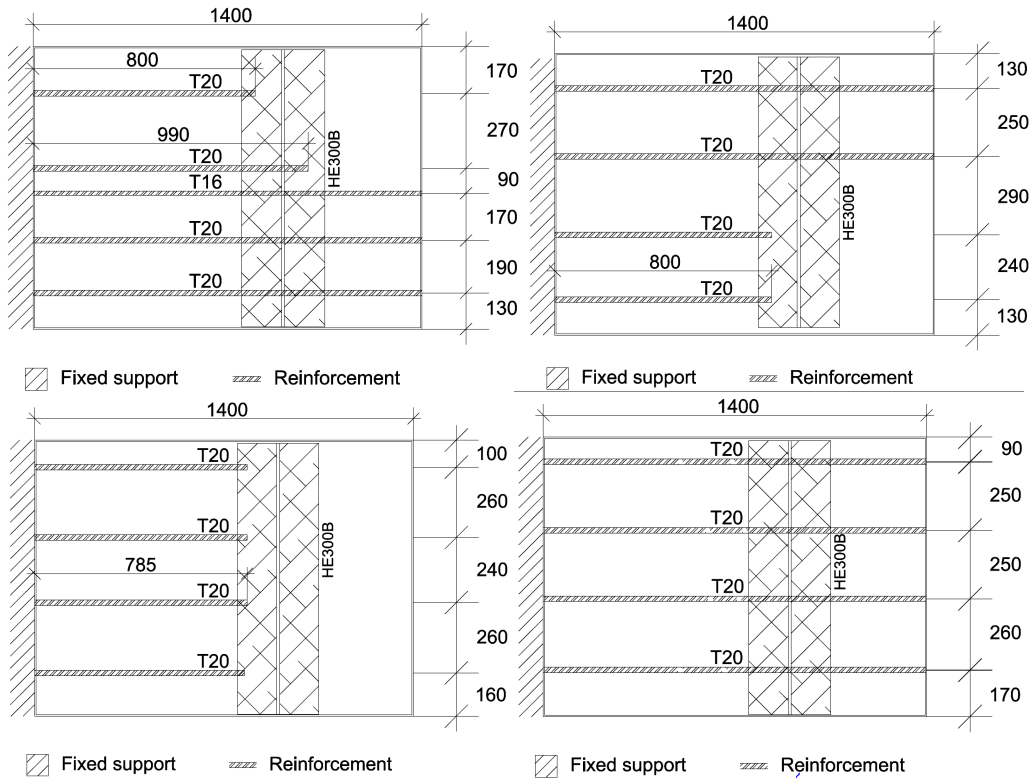 1400
800
T20
170
990
270
T20
T16
HE300B
90
T20
170
T20
190
130
Fixed support Reinforcement
1400
T20
130
T20
250
HE300B
T20
290
800
T20
240
130
Fixed support Reinforcement
1400
T20
100
T20
260
HE300B
785
240
T20
260
T20
160
Fixed support Reinforcement
1400
T20
90
T20
250
HE300B
250
T20
260
T20
170
Fixed support Reinforcement